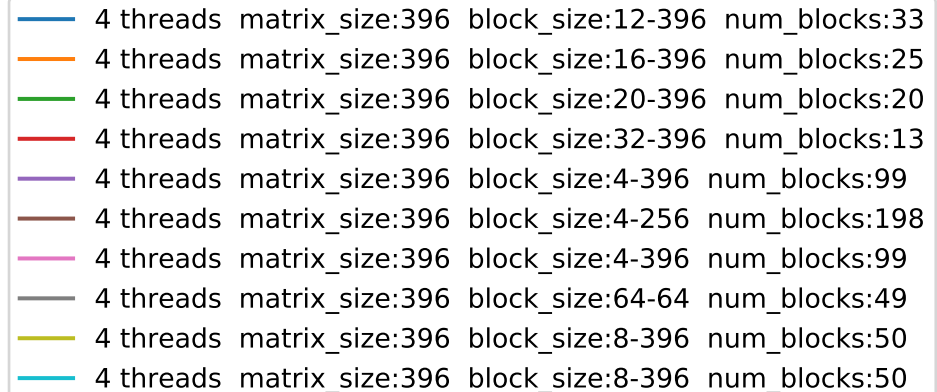 4 threads matrix_size:396 block_size:12-396 num_blocks:33
4 threads matrix_size:396 block_size:16-396 num_blocks:25
4 threads matrix_size:396 block_size:20-396 num_blocks:20
4 threads matrix_size:396 block_size:32-396 num_blocks:13
4 threads matrix_size:396 block_size:4-396 num_blocks:99
4 threads matrix_size:396 block_size:4-256 num_blocks:198
4 threads matrix_size:396 block_size:4-396 num_blocks:99
4 threads matrix_size:396 block_size:64-64 num_blocks:49
4 threads matrix_size:396 block_size:8-396 num_blocks:50
4 threads matrix_size:396 block_size:8-396 num_blocks:50